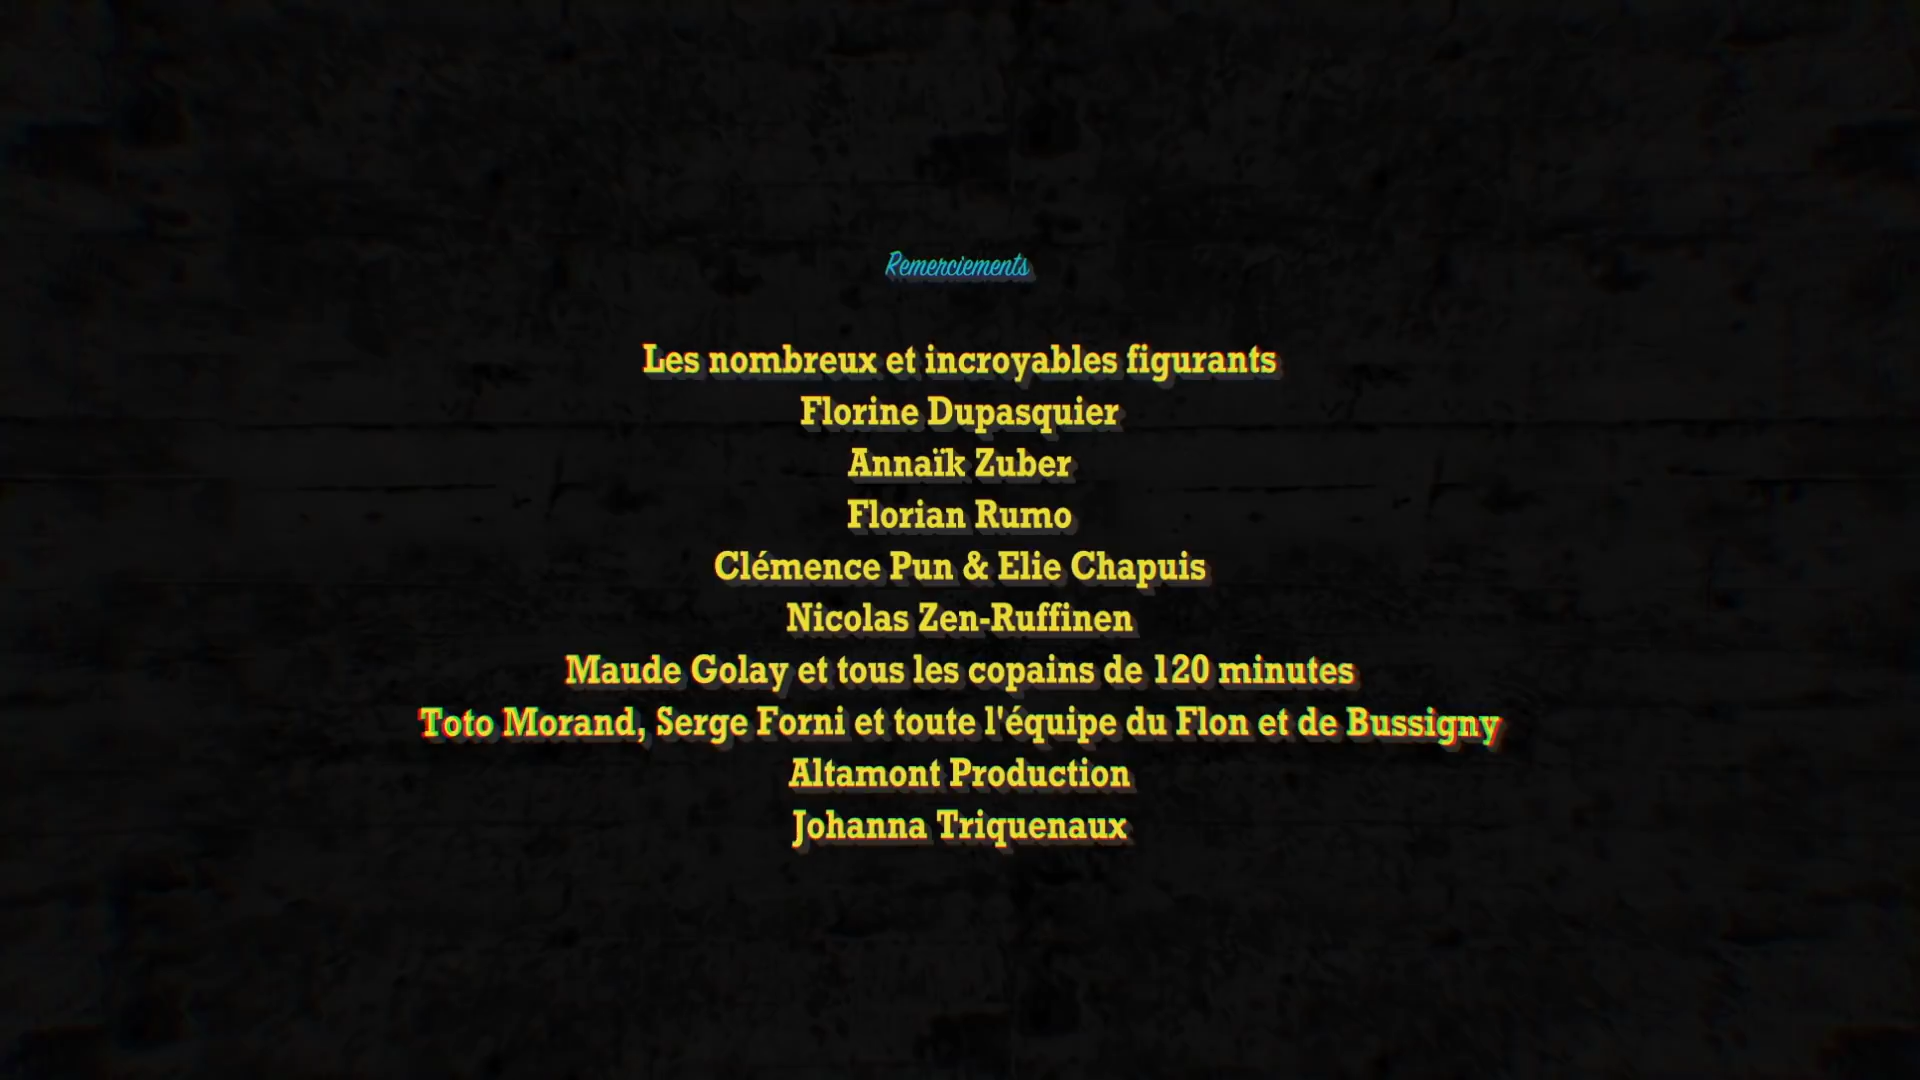 Remerciements
Les nombreux et incroyables figurants
Florine Dupasquier
Annaïk Zuber
Florian Rumo
Clémence Pun & Elie Chapuis
Nicolas Zen-Ruffinen
Maude Golay et tous les copains de 120 minutes
Toto Morand, Serge Forni et toute l'équipe du Flon et de Bussigny
Altamont Production
Johanna Triquenaux